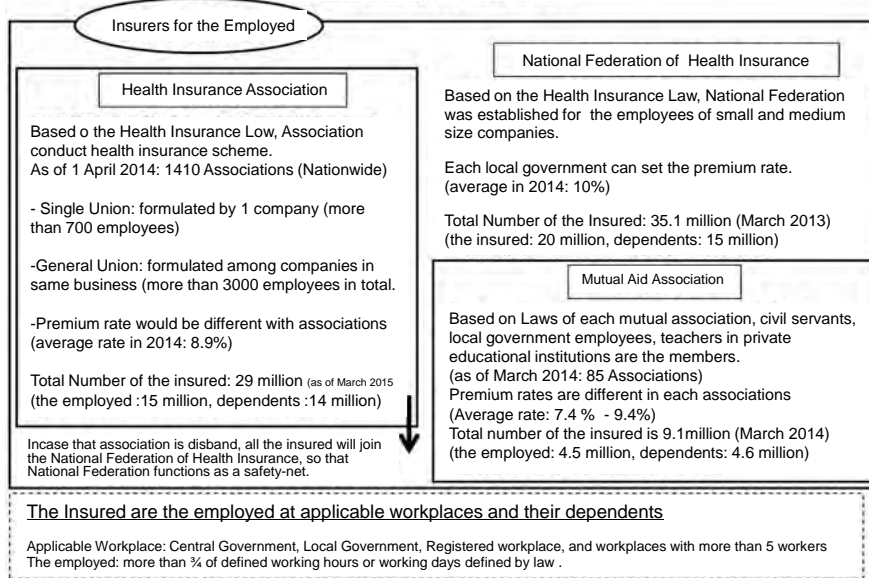 Insurers for the Employed
Health Insurance Association
Based o the Health Insurance Low, Association
conduct health insurance scheme.
As of 1 April 2014: 1410 Associations (Nationwide)
- Single Union: formulated by 1 company (more
than 700 employees)
-General Union: formulated among companies in
same business (more than 3000 employees in total.
-Premium rate would be different with associations
(average rate in 2014: 8.9%)
Total Number of the insured: 29 million (as of March 2015
(the employed :15 million, dependents :14 million)
Incase that association is disband, all the insured will join
the National Federation of Health Insurance, so that
National Federation functions as a safety-net.
National Federation of Health Insurance
Based on the Health Insurance Law, National Federation
was established for the employees of small and medium
size companies.
Each local government can set the premium rate.
(average in 2014: 10%)
Total Number of the Insured: 35.1 million (March 2013)
(the insured: 20 million, dependents: 15 million)
Mutual Aid Association
Based on Laws of each mutual association, civil servants,
local government employees, teachers in private
educational institutions are the members.
(as of March 2014: 85 Associations)
Premium rates are different in each associations
(Average rate: 7.4 % - 9.4%)
Total number of the insured is 9.1million (March 2014)
(the employed: 4.5 million, dependents: 4.6 million)
The Insured are the employed at applicable workplaces and their dependents
Applicable Workplace: Central Government, Local Government, Registered workplace, and workplaces with more than 5 workers
The employed: more than ¾ of defined working hours or working days defined by law .